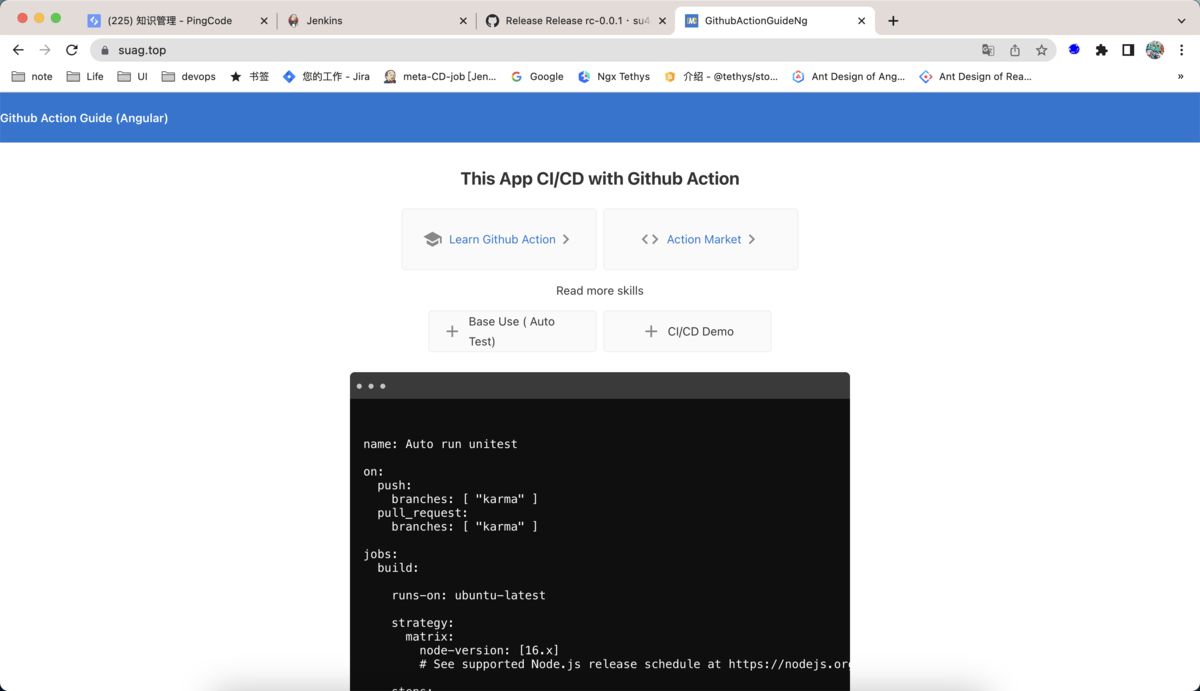 (225) 知识管理 - PingCode
Jenkins
Release Release rc-0.0.1 · su4
GithubActionGuideNg
suag.top
note
Life
UI
devops
书签
您的工作 - Jira
meta-CD-job [Jen...
Google
Ngx Tethys
介绍 - @tethys/sto...
Ant Design of Ang...
Ant Design of Rea...
»
Github Action Guide (Angular)
This App CI/CD with Github Action
Learn Github Action
Action Market
Read more skills
Base Use ( Auto
Test)
CI/CD Demo
name: Auto run unitest
on:
push:
branches: [ "karma" ]
pull_request:
branches: [ "karma" ]
jobs:
build:
runs-on: ubuntu-latest
strategy:
matrix:
node-version: [16.x]
# See supported Node.js release schedule at https://nodejs.org
steps: